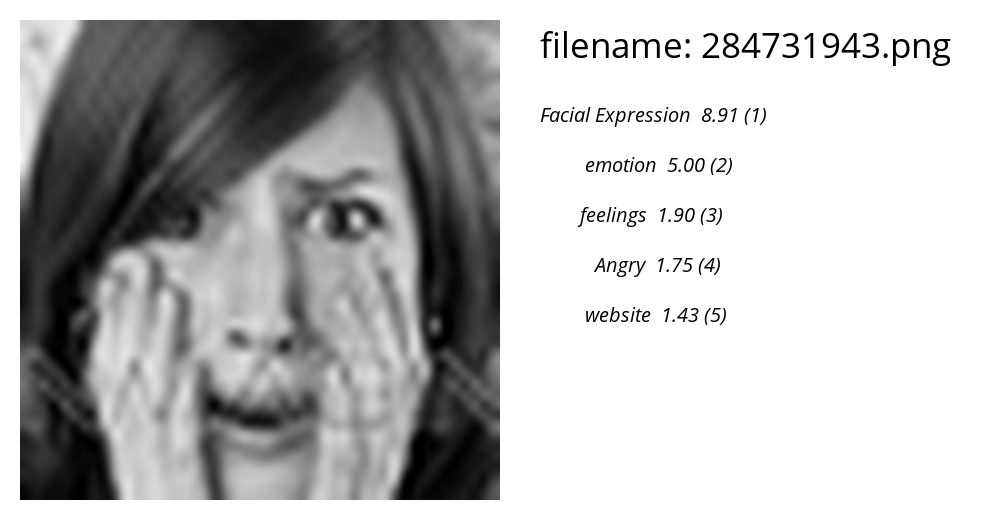 filename: 284731943.png
Facial Expression 8.91 (1)
emotion 5.00 (2)
feelings 1.90 (3)
Angry 1.75 (4)
website 1.43 (5)